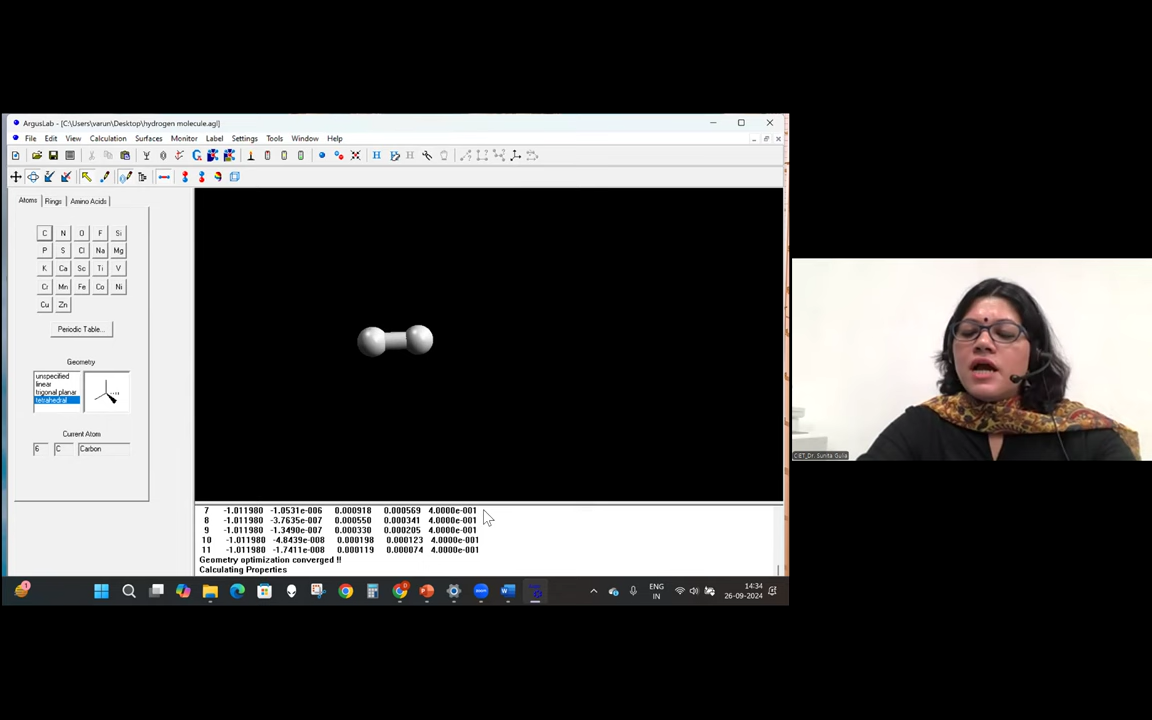 ArgusLab - [C:\Users\varun\Desktop\hydrogen molecule.agl]
File Edit View Calculation Surfaces Monitor Label Settings Tools Window Help
Atoms Rings Amino Acids
C N O F Si
P S Cl Na Mg
K Ca Sc Ti V
Cr Mn Fe Co Ni
Cu Zn
Periodic Table...
Geometry
unspecified
linear
trigonal planar
tetrahedral
Current Atom
6 C Carbon
7 -1.011980 -1.0531e-006 0.000918 0.000569 4.0000e-001
8 -1.011980 -3.7635e-007 0.000550 0.000341 4.0000e-001
9 -1.011980 -1.3490e-007 0.000330 0.000205 4.0000e-001
10 -1.011980 -4.8439e-008 0.000198 0.000123 4.0000e-001
11 -1.011980 -1.7411e-008 0.000119 0.000074 4.0000e-001
Geometry optimization converged !!
Calculating Properties
CIET_Dr. Sunita Gulia
ENG
IN
14:34
26-09-2024